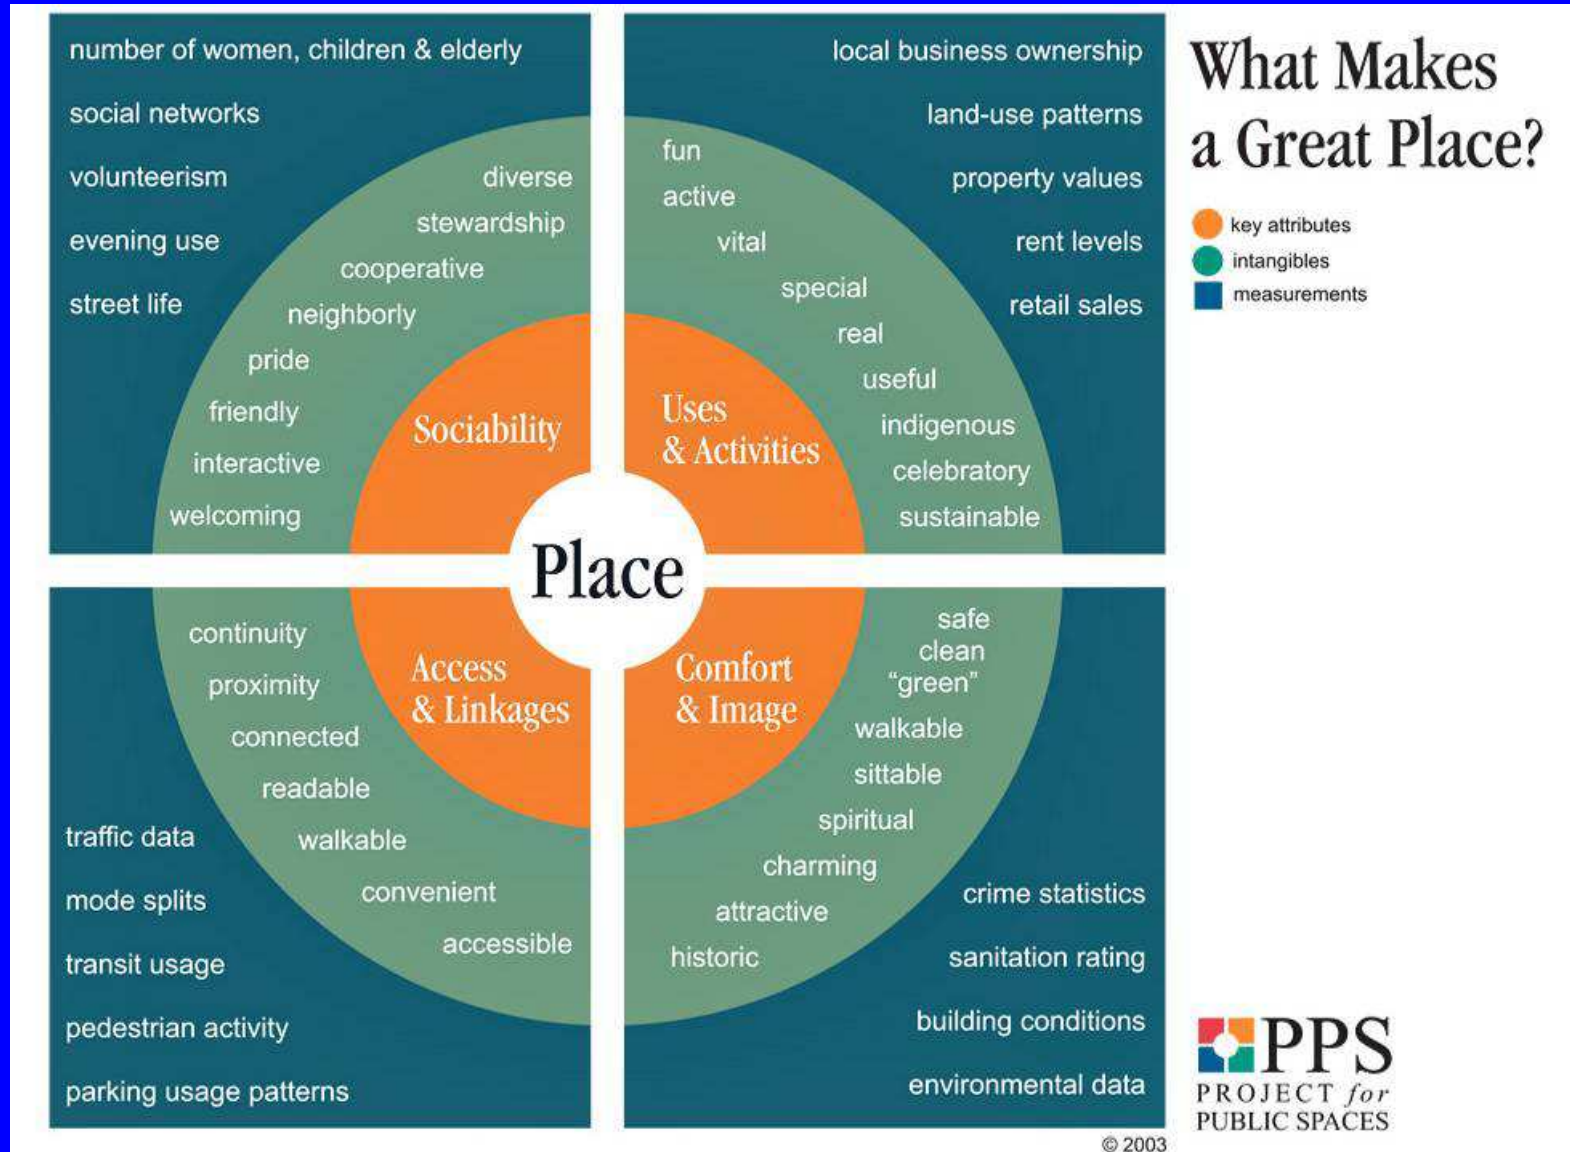 number of women, children & elderly
social networks
volunteerism
evening use
street life
diverse
stewardship
cooperative
neighborly
pride
friendly
interactive
welcoming
Sociability
local business ownership
land-use patterns
property values
rent levels
retail sales
fun
active
vital
special
real
useful
indigenous
celebratory
sustainable
Uses
& Activities
What Makes
a Great Place?
key attributes
intangibles
measurements
Place
continuity
proximity
connected
readable
walkable
convenient
accessible
Access
& Linkages
traffic data
mode splits
transit usage
pedestrian activity
parking usage patterns
Comfort
& Image
safe
clean
“green”
walkable
sittable
spiritual
charming
attractive
historic
crime statistics
sanitation rating
building conditions
environmental data
PPS
PROJECT for
PUBLIC SPACES
© 2003